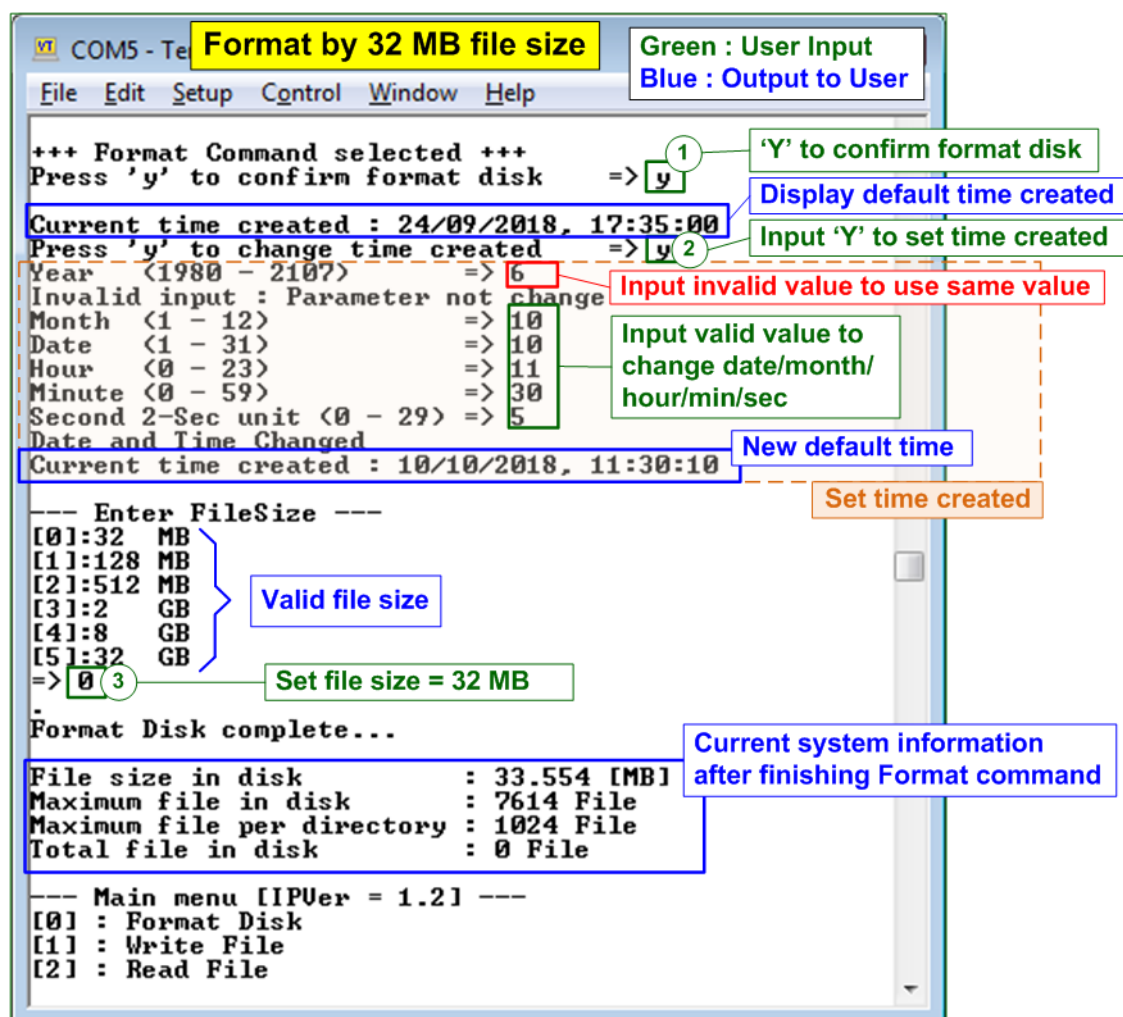 COM5 - Te
Format by 32 MB file size
Green : User Input
Blue : Output to User
File Edit Setup Control Window Help
+++ Format Command selected +++
Press 'y' to confirm format disk => y
1
'Y' to confirm format disk
Display default time created
Current time created : 24/09/2018, 17:35:00
Press 'y' to change time created => y
2
Input 'Y' to set time created
Year (1980 - 2107) => 6
Input invalid value to use same value
Invalid input : Parameter not change
Month (1 - 12) => 10
Date (1 - 31) => 10
Hour (0 - 23) => 11
Minute (0 - 59) => 30
Second 2-Sec unit (0 - 29) => 5
Input valid value to
change date/month/
hour/min/sec
Date and Time Changed
New default time
Current time created : 10/10/2018, 11:30:10
Set time created
--- Enter FileSize ---
[0]:32 MB
[1]:128 MB
[2]:512 MB
[3]:2 GB
[4]:8 GB
[5]:32 GB
Valid file size
=> 0
3
Set file size = 32 MB
.
Format Disk complete...
Current system information
after finishing Format command
File size in disk : 33.554 [MB]
Maximum file in disk : 7614 File
Maximum file per directory : 1024 File
Total file in disk : 0 File
--- Main menu [IPVer = 1.2] ---
[0] : Format Disk
[1] : Write File
[2] : Read File